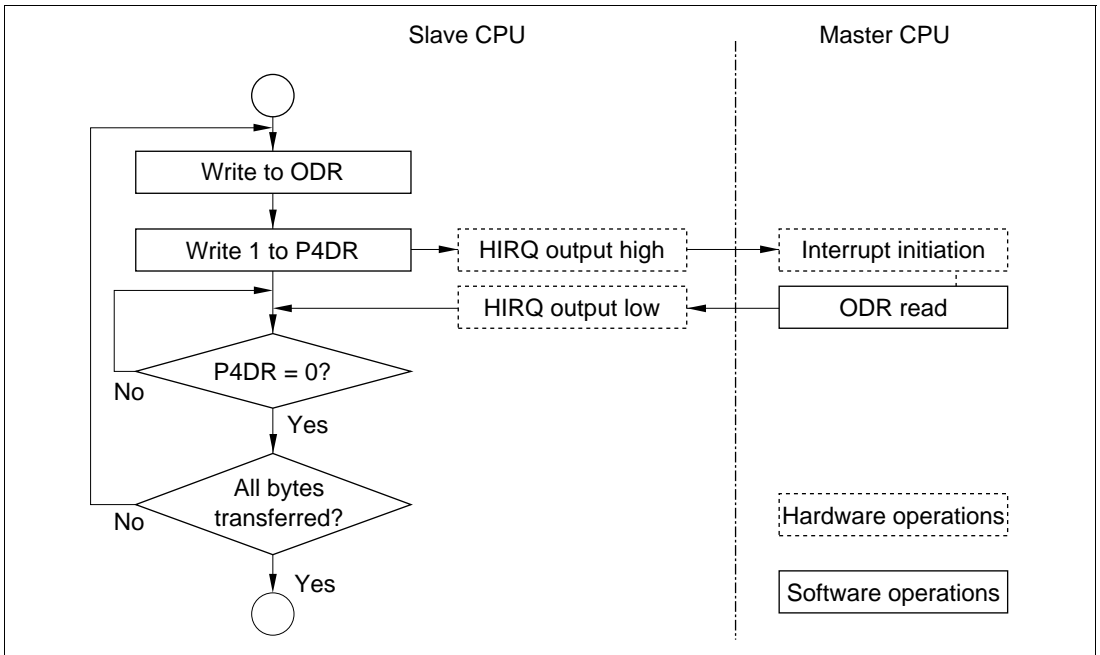 Slave CPU
Master CPU
Write to ODR
Write 1 to P4DR
HIRQ output high
Interrupt initiation
HIRQ output low
ODR read
P4DR = 0?
No
Yes
All bytes
transferred?
No
Yes
Hardware operations
Software operations